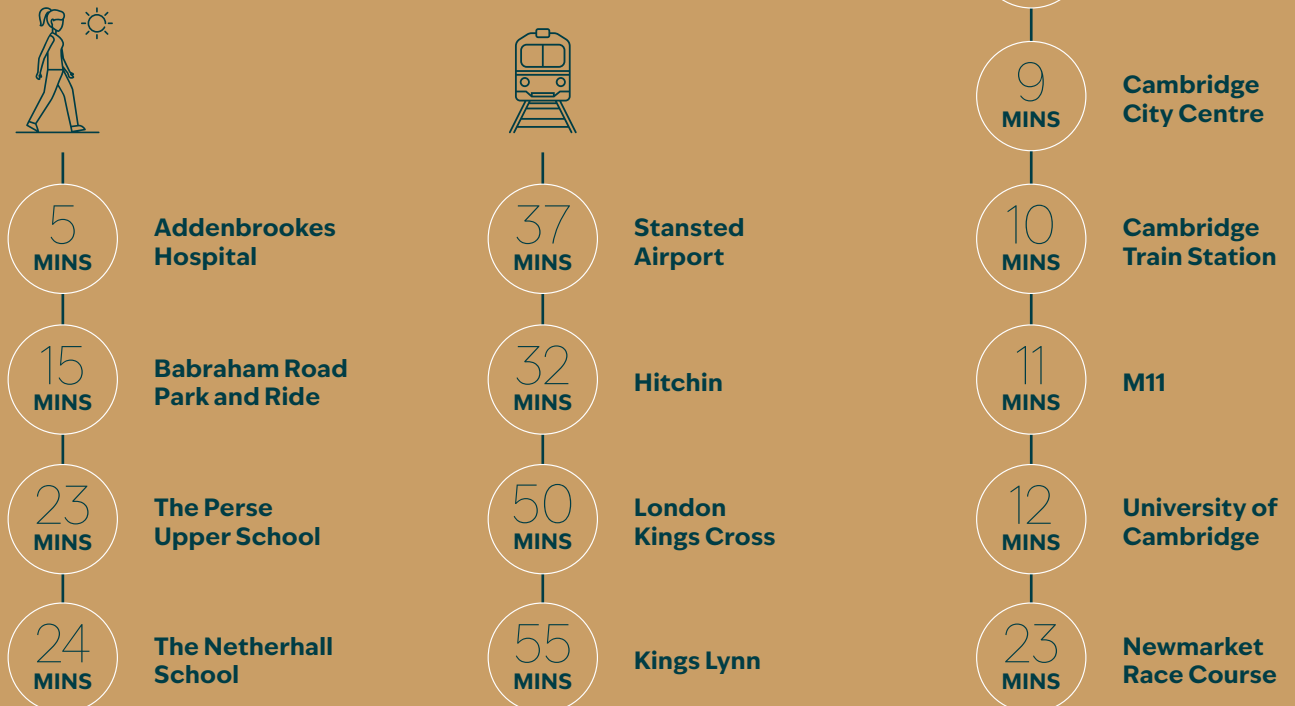 5
MINS
Addenbrookes
Hospital
15
MINS
Babraham Road
Park and Ride
23
MINS
The Perse
Upper School
24
MINS
The Netherhall
School
37
MINS
Stansted
Airport
32
MINS
Hitchin
50
MINS
London
Kings Cross
55
MINS
Kings Lynn
9
MINS
Cambridge
City Centre
10
MINS
Cambridge
Train Station
11
MINS
M11
12
MINS
University of
Cambridge
23
MINS
Newmarket
Race Course